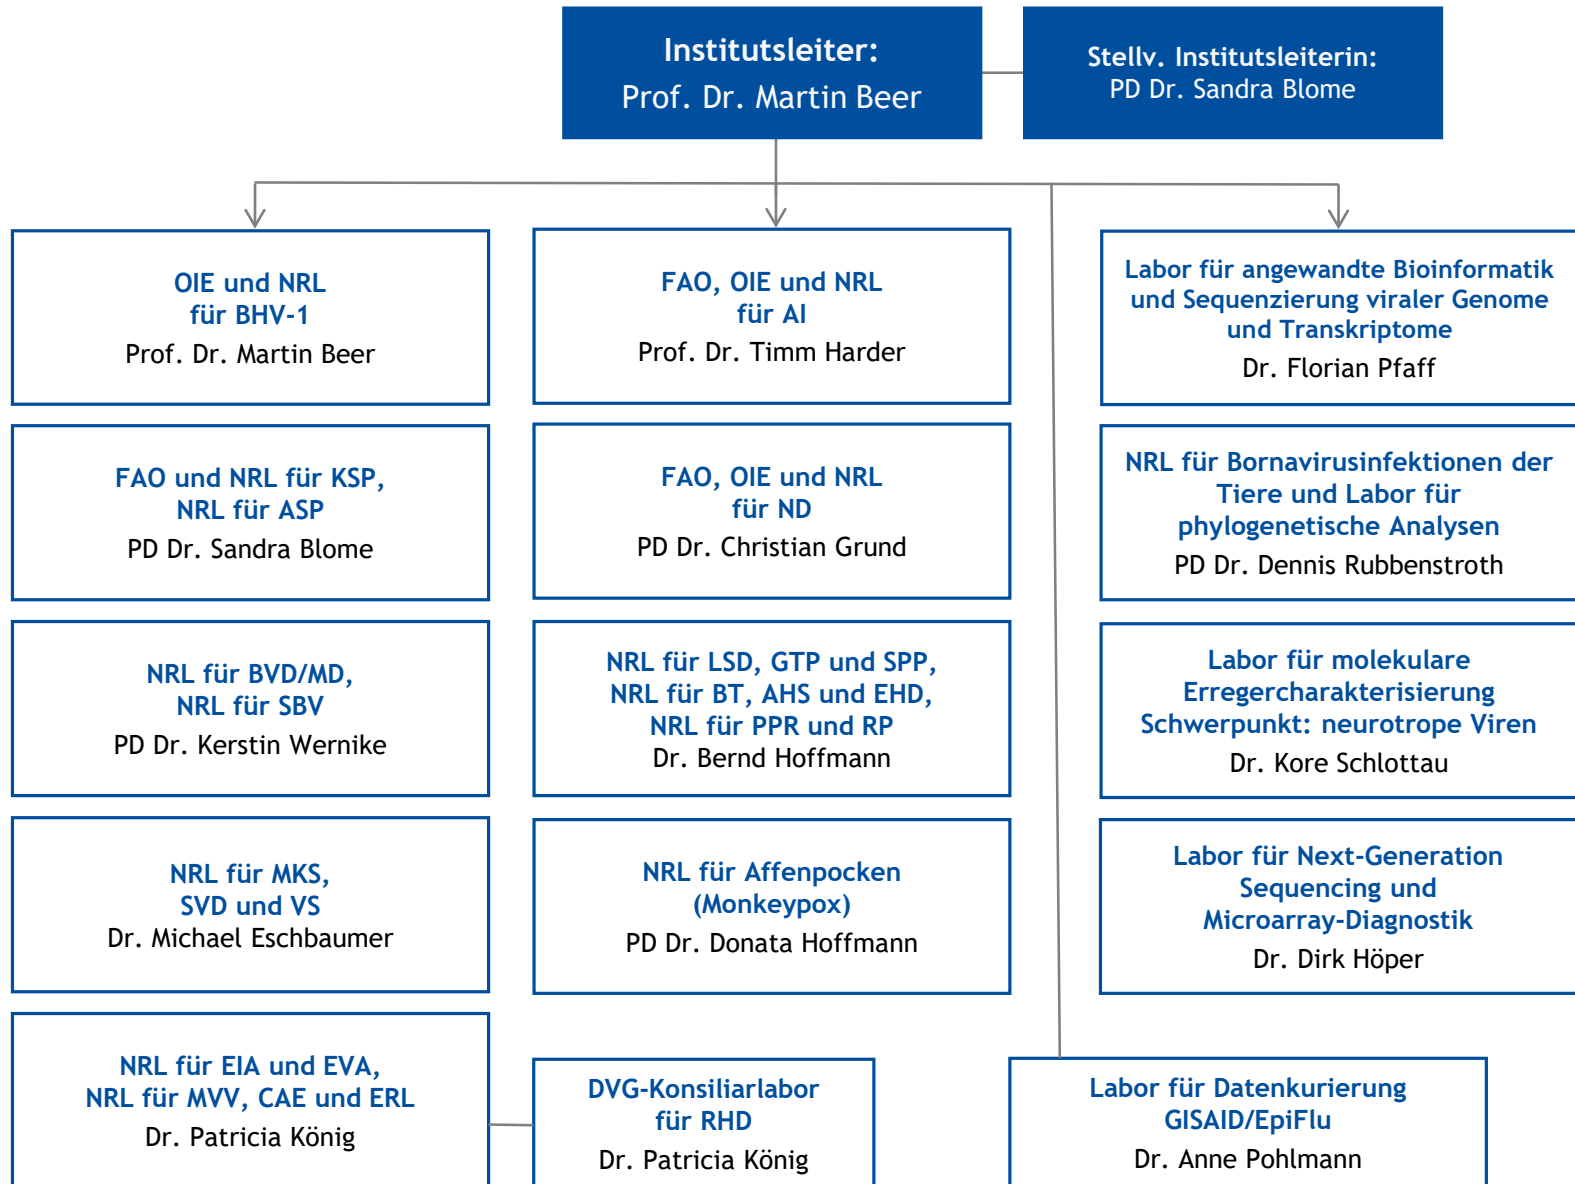 Institutsleiter:
Prof. Dr. Martin Beer
Stellv. Institutsleiterin:
PD Dr. Sandra Blome
OIE und NRL
für BHV-1
Prof. Dr. Martin Beer
FAO, OIE und NRL
für AI
Prof. Dr. Timm Harder
Labor für angewandte Bioinformatik
und Sequenzierung viraler Genome
und Transkriptome
Dr. Florian Pfaff
FAO und NRL für KSP,
NRL für ASP
PD Dr. Sandra Blome
FAO, OIE und NRL
für ND
PD Dr. Christian Grund
NRL für Bornavirusinfektionen der
Tiere und Labor für
phylogenetische Analysen
PD Dr. Dennis Rubbenstroth
NRL für BVD/MD,
NRL für SBV
PD Dr. Kerstin Wernike
NRL für LSD, GTP und SPP,
NRL für BT, AHS und EHD,
NRL für PPR und RP
Dr. Bernd Hoffmann
Labor für molekulare
Erregercharakterisierung
Schwerpunkt: neurotrope Viren
Dr. Kore Schlottau
NRL für MKS,
SVD und VS
Dr. Michael Eschbaumer
NRL für Affenpocken
(Monkeypox)
PD Dr. Donata Hoffmann
Labor für Next-Generation
Sequencing und
Microarray-Diagnostik
Dr. Dirk Höper
NRL für EIA und EVA,
NRL für MVV, CAE und ERL
Dr. Patricia König
DVG-Konsiliarlabor
für RHD
Dr. Patricia König
Labor für Datenkurierung
GISAID/EpiFlu
Dr. Anne Pohlmann